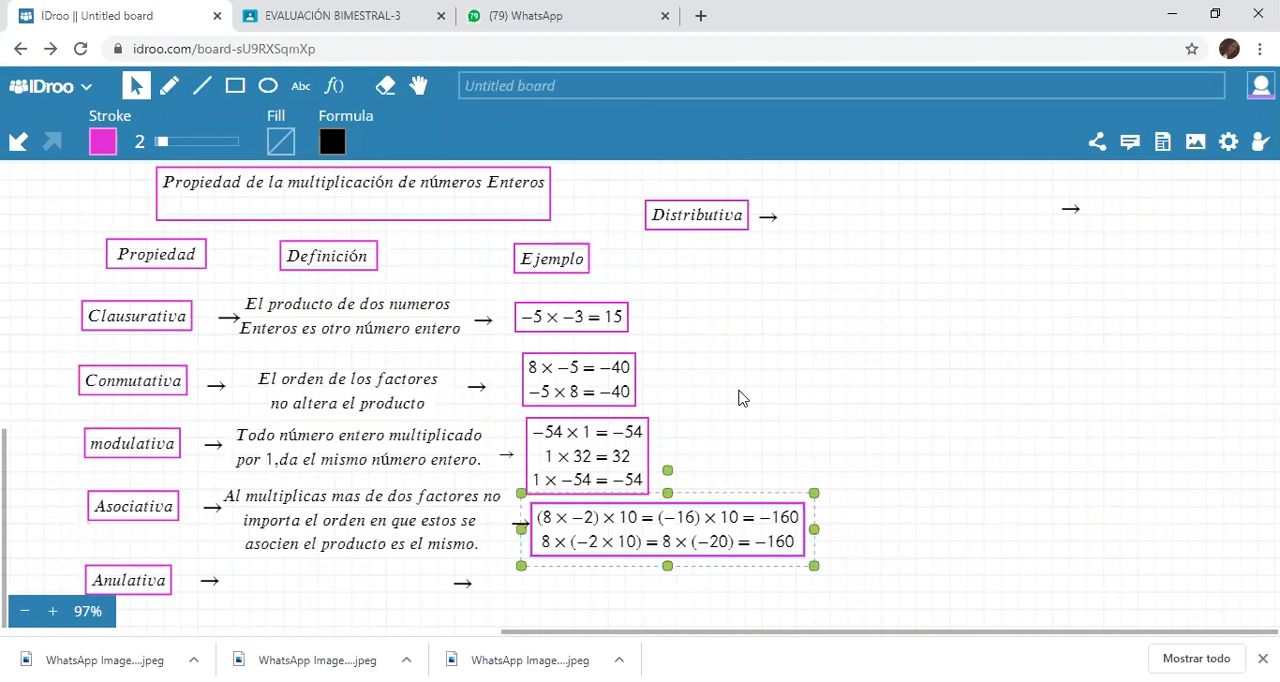 IDroo || Untitled board
EVALUACIÓN BIMESTRAL-3
79
(79) WhatsApp
idroo.com/board-sU9RXSqmXp
IDroo
Abc
f()
Untitled board
Stroke
Fill
Formula
2
Propiedad de la multiplicación de números Enteros
Distributiva →
→
Propiedad
Definición
Ejemplo
Clausurativa →
El producto de dos numeros
Enteros es otro número entero →
−5 × −3 = 15
Conmutativa →
El orden de los factores
no altera el producto →
8 × −5 = −40
−5 × 8 = −40
modulativa →
Todo número entero multiplicado
por 1,da el mismo número entero. →
−54 × 1 = −54
1 × 32 = 32
1 × −54 = −54
Asociativa →
Al multiplicas mas de dos factores no
importa el orden en que estos se
asocien el producto es el mismo. →
(8 × −2) × 10 = (−16) × 10 = −160
8 × (−2 × 10) = 8 × (−20) = −160
Anulativa → →
− + 97%
WhatsApp Image....jpeg
WhatsApp Image....jpeg
WhatsApp Image....jpeg
Mostrar todo